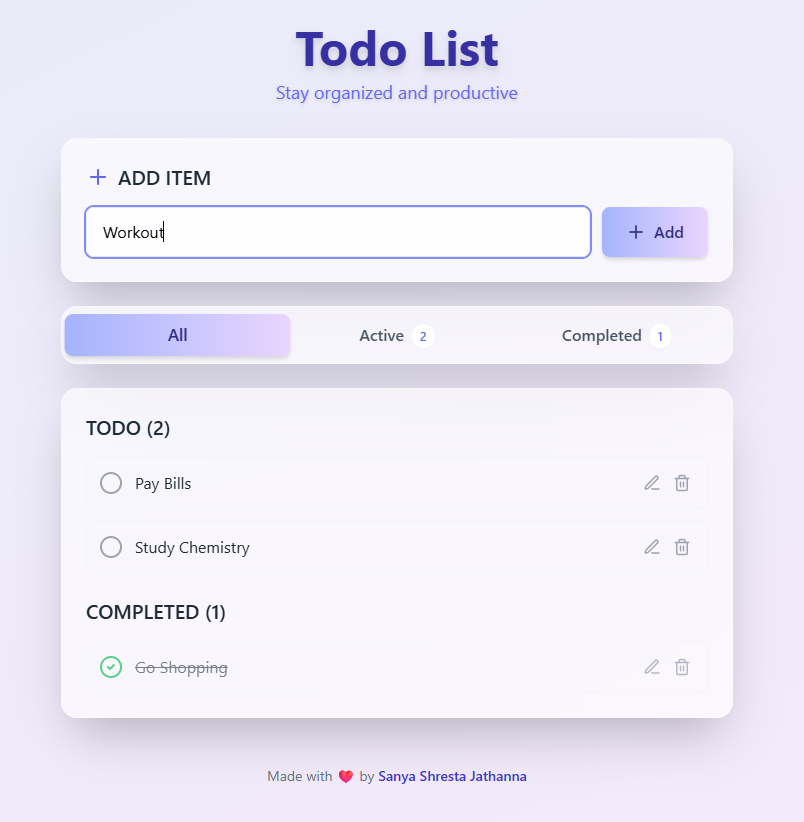 Todo List
Stay organized and productive
ADD ITEM
Workout
Add
All
Active 2
Completed 1
TODO (2)
Pay Bills
Study Chemistry
COMPLETED (1)
Go Shopping
Made with ❤️ by Sanya Shresta Jathanna